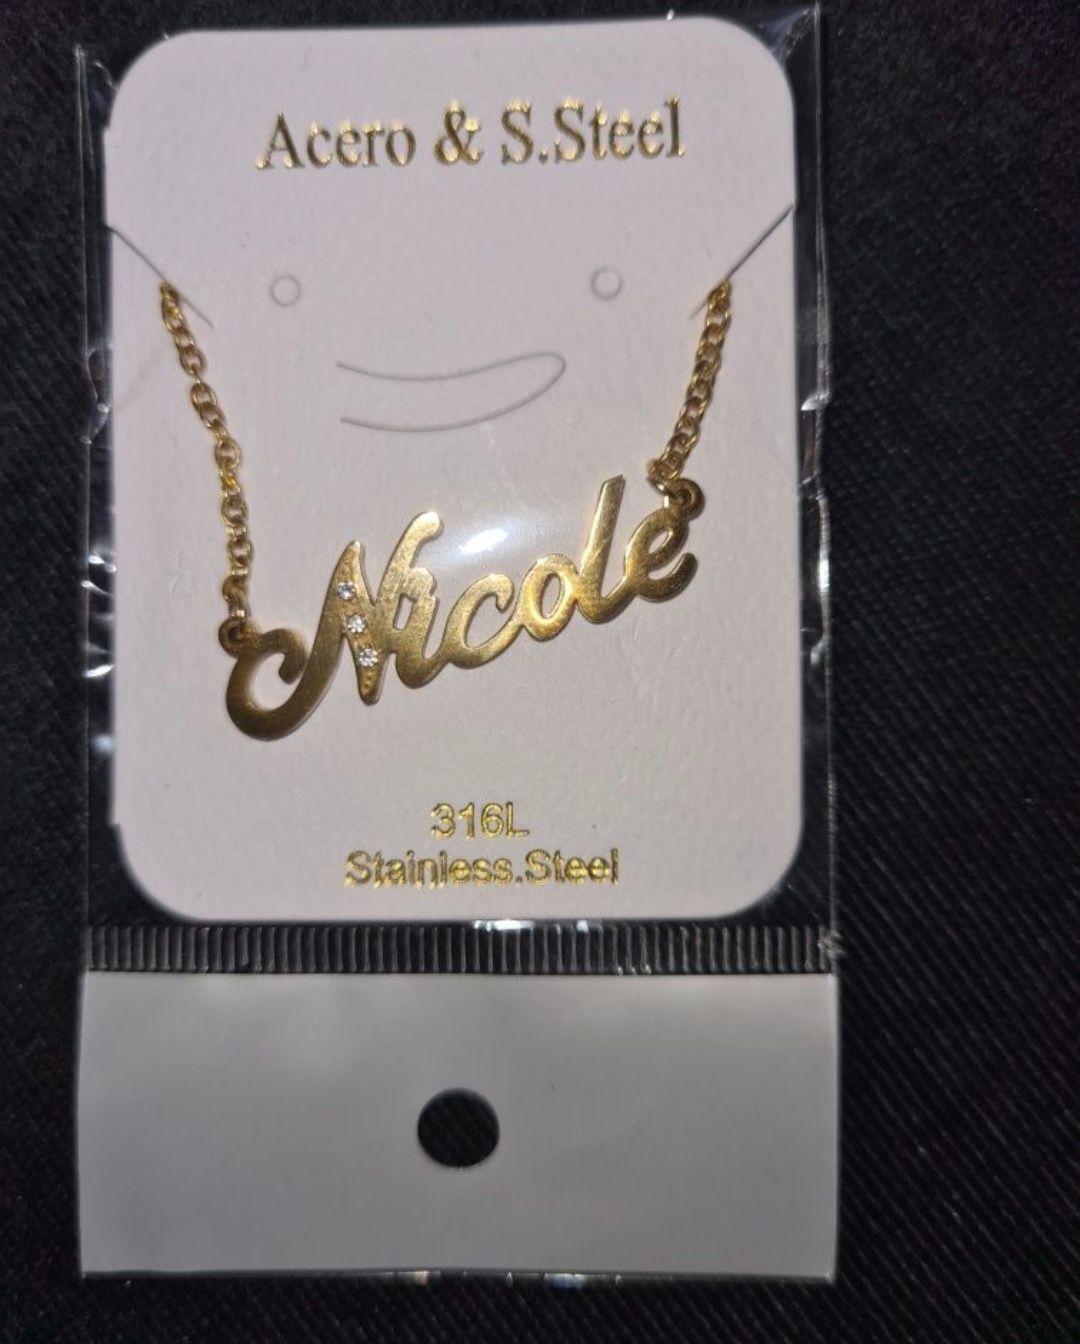 Acero & S.Steel
Nicole
316L
Stainless.Steel